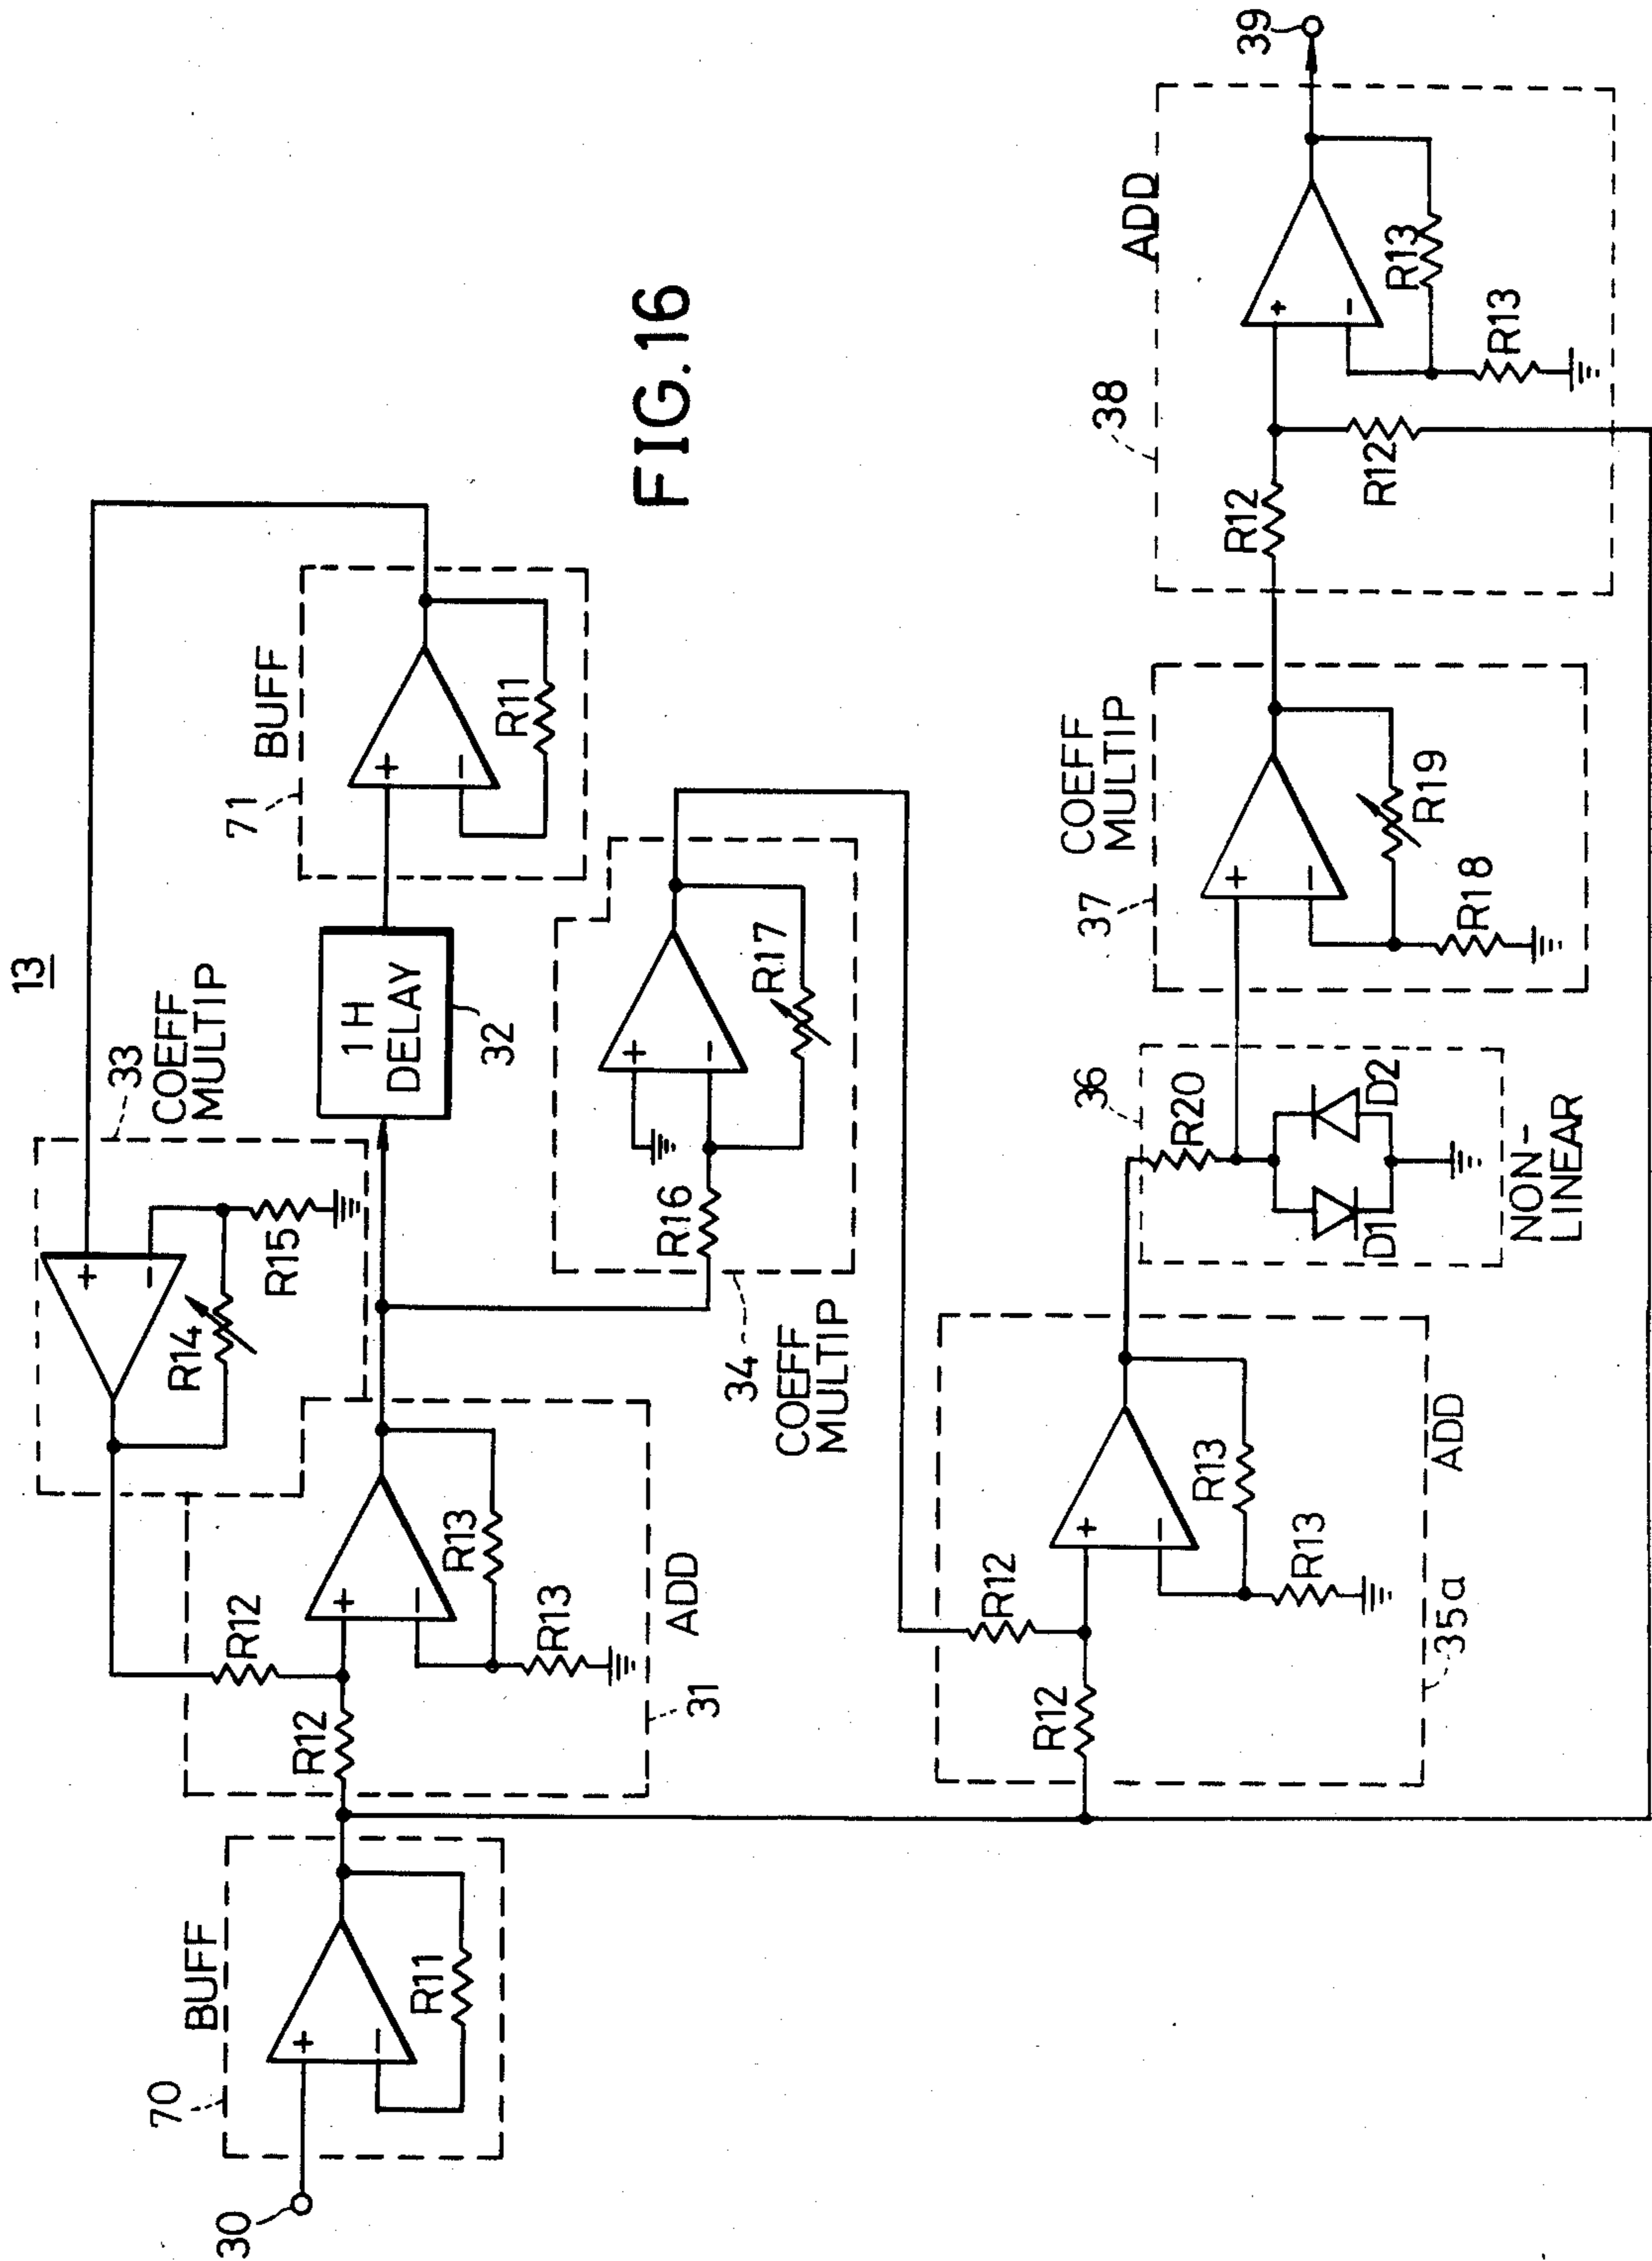 13
FIG.16
30
70
BUFF
R11
R12
R12
R13
R13
31
ADD
33
COEFF
MULTIP
R14
R15
1H
DELAY
32
71
BUFF
R11
34
COEFF
MULTIP
R16
R17
R12
R12
R13
R13
35a
ADD
36
R20
D1
D2
NON-
LINEAR
37
COEFF
MULTIP
R18
R19
38
ADD
R12
R12
R13
R13
39
+
−
+
−
+
−
+
−
+
−
+
−
+
−
+
−